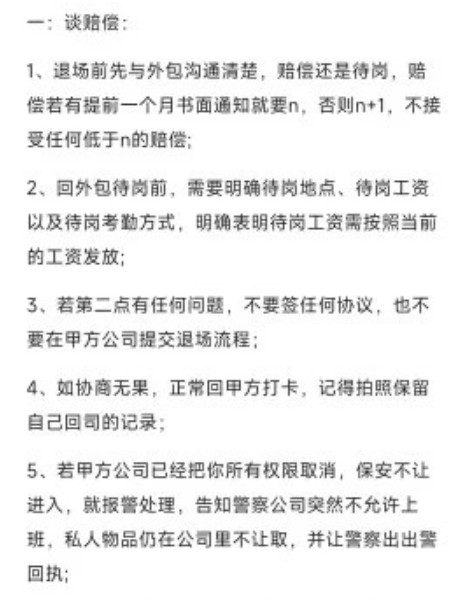 一：谈赔偿：
1、退场前先与外包沟通清楚，赔偿还是待岗，赔
偿若有提前一个月书面通知就要n，否则n+1，不接
受任何低于n的赔偿;
2、回外包待岗前，需要明确待岗地点、待岗工资
以及待岗考勤方式，明确表明待岗工资需按照当前
的工资发放;
3、若第二点有任何问题，不要签任何协议，也不
要在甲方公司提交退场流程；
4、如协商无果，正常回甲方打卡，记得拍照保留
自己回司的记录；
5、若甲方公司已经把你所有权限取消，保安不让
进入，就报警处理，告知警察公司突然不允许上
班，私人物品仍在公司里不让取，并让警察出出警
回执;